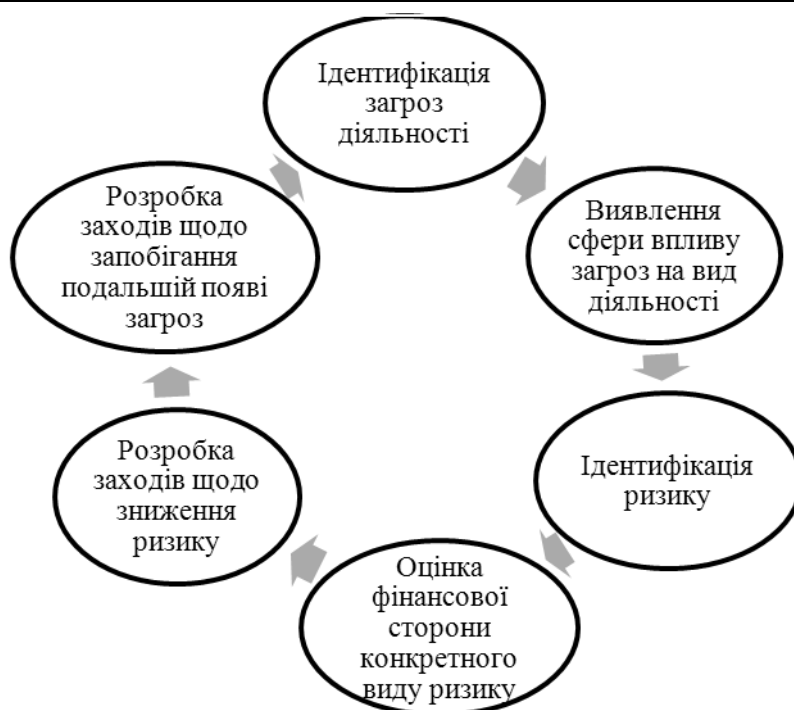 Ідентифікація
загроз
діяльності
Виявлення
сфери впливу
загроз на вид
діяльності
Ідентифікація
ризику
Оцінка
фінансової
сторони
конкретного
виду ризику
Розробка
заходів щодо
зниження
ризику
Розробка
заходів щодо
запобігання
подальшій появі
загроз